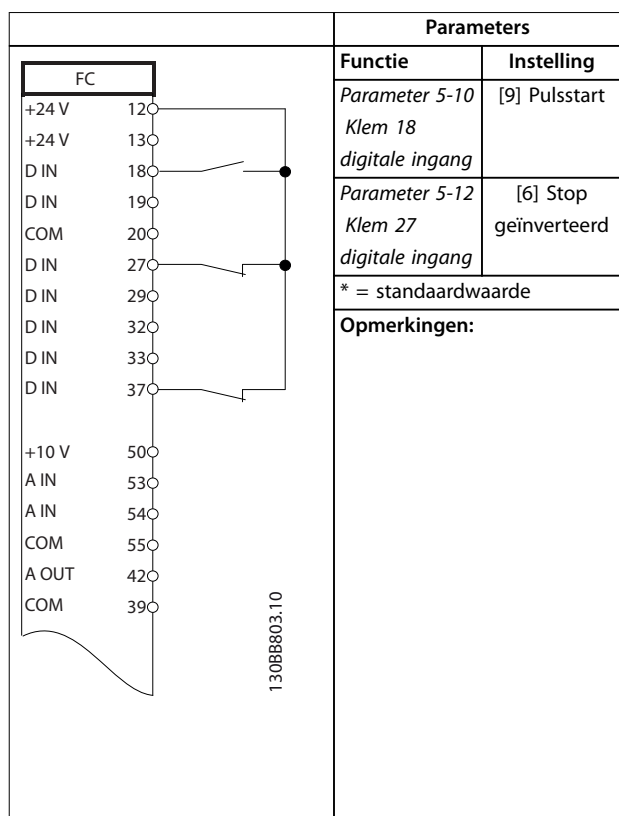 Parameters
Functie Instelling
Parameter 5-10 [9] Pulsstart
Klem 18
digitale ingang
Parameter 5-12 [6] Stop
Klem 27 geïnverteerd
digitale ingang
* = standaardwaarde
Opmerkingen:
FC
+24 V 12
+24 V 13
D IN 18
D IN 19
COM 20
D IN 27
D IN 29
D IN 32
D IN 33
D IN 37
+10 V 50
A IN 53
A IN 54
COM 55
A OUT 42
COM 39
130BB803.10